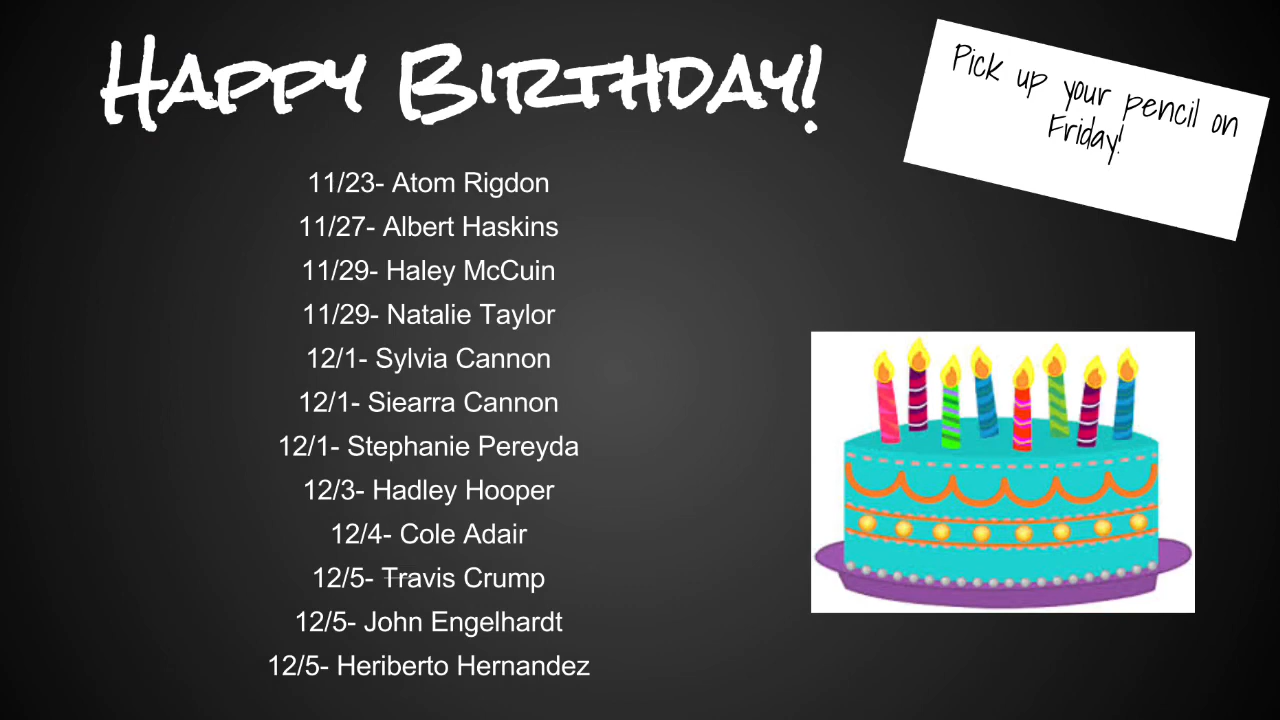 Happy Birthday!
Pick up your pencil on
Friday!
11/23- Atom Rigdon
11/27- Albert Haskins
11/29- Haley McCuin
11/29- Natalie Taylor
12/1- Sylvia Cannon
12/1- Siearra Cannon
12/1- Stephanie Pereyda
12/3- Hadley Hooper
12/4- Cole Adair
12/5- Travis Crump
12/5- John Engelhardt
12/5- Heriberto Hernandez